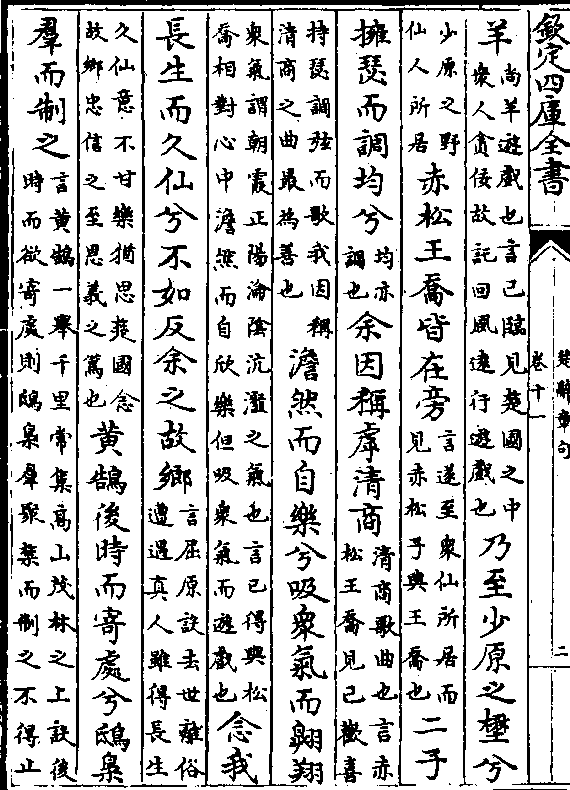 欽定四庫全書
楚辭章句
卷十一
二
羊尚羊遊戲也言已臨見楚國之中衆人貪佞故託回風遠行遊戲也乃至少原之壄兮
少原之野仙人所居赤松王喬皆在旁言遂至衆仙所居而見赤松子與王喬也二子
擁瑟而調均兮均亦調也余因稱虖清商清商歌曲也言赤松王喬見已歡喜
持瑟調弦而歌我因稱清商之曲最為善也澹然而自樂兮吸衆氣而翱翔
衆氣謂朝霞正陽淪陰沆瀣之氣也言已得與松喬相對心中澹然而自欣樂但吸衆氣而遊戲也念我
長生而久仙兮不如反余之故鄉言屈原設去世離俗遭遇真人雖得長生
久仙意不甘樂猶思楚國念故鄉忠信之至恩義之篤也黄鵠後時而寄處兮鴟梟
羣而制之言黄鵠一舉千里常集高山茂林之上設後時而欲寄處則鴟梟羣聚禁而制之不得止